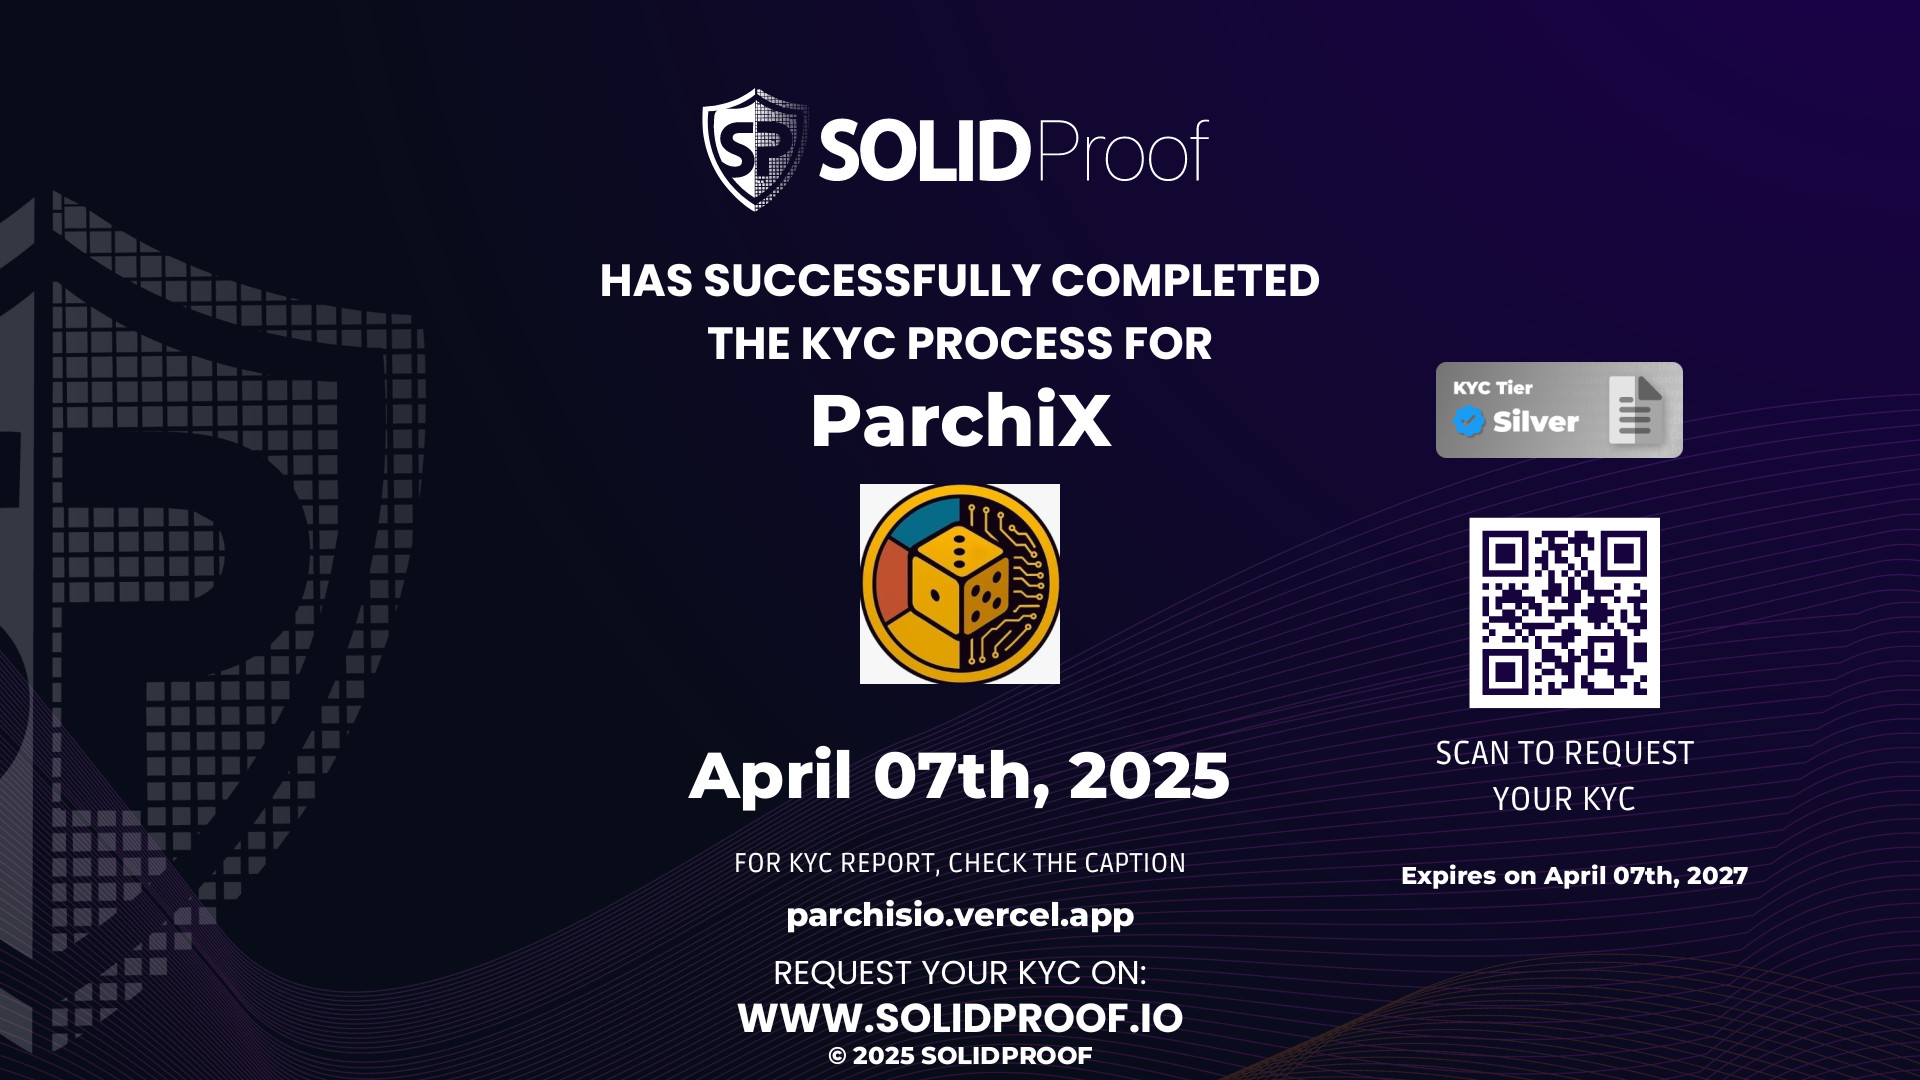 SP SOLIDProof
HAS SUCCESSFULLY COMPLETED
THE KYC PROCESS FOR
ParchiX
KYC Tier
Silver
April 07th, 2025
SCAN TO REQUEST
YOUR KYC
FOR KYC REPORT, CHECK THE CAPTION
Expires on April 07th, 2027
parchisio.vercel.app
REQUEST YOUR KYC ON:
WWW.SOLIDPROOF.IO
© 2025 SOLIDPROOF